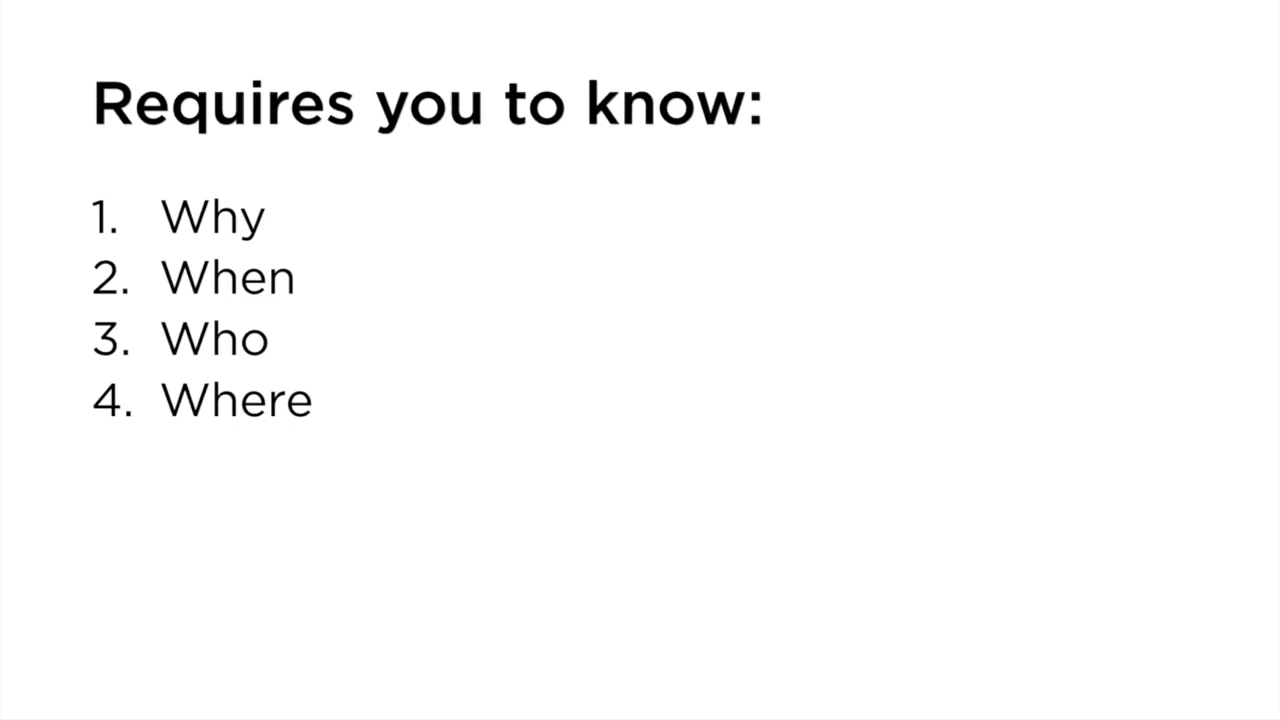 Requires you to know:
1. Why
2. When
3. Who
4. Where